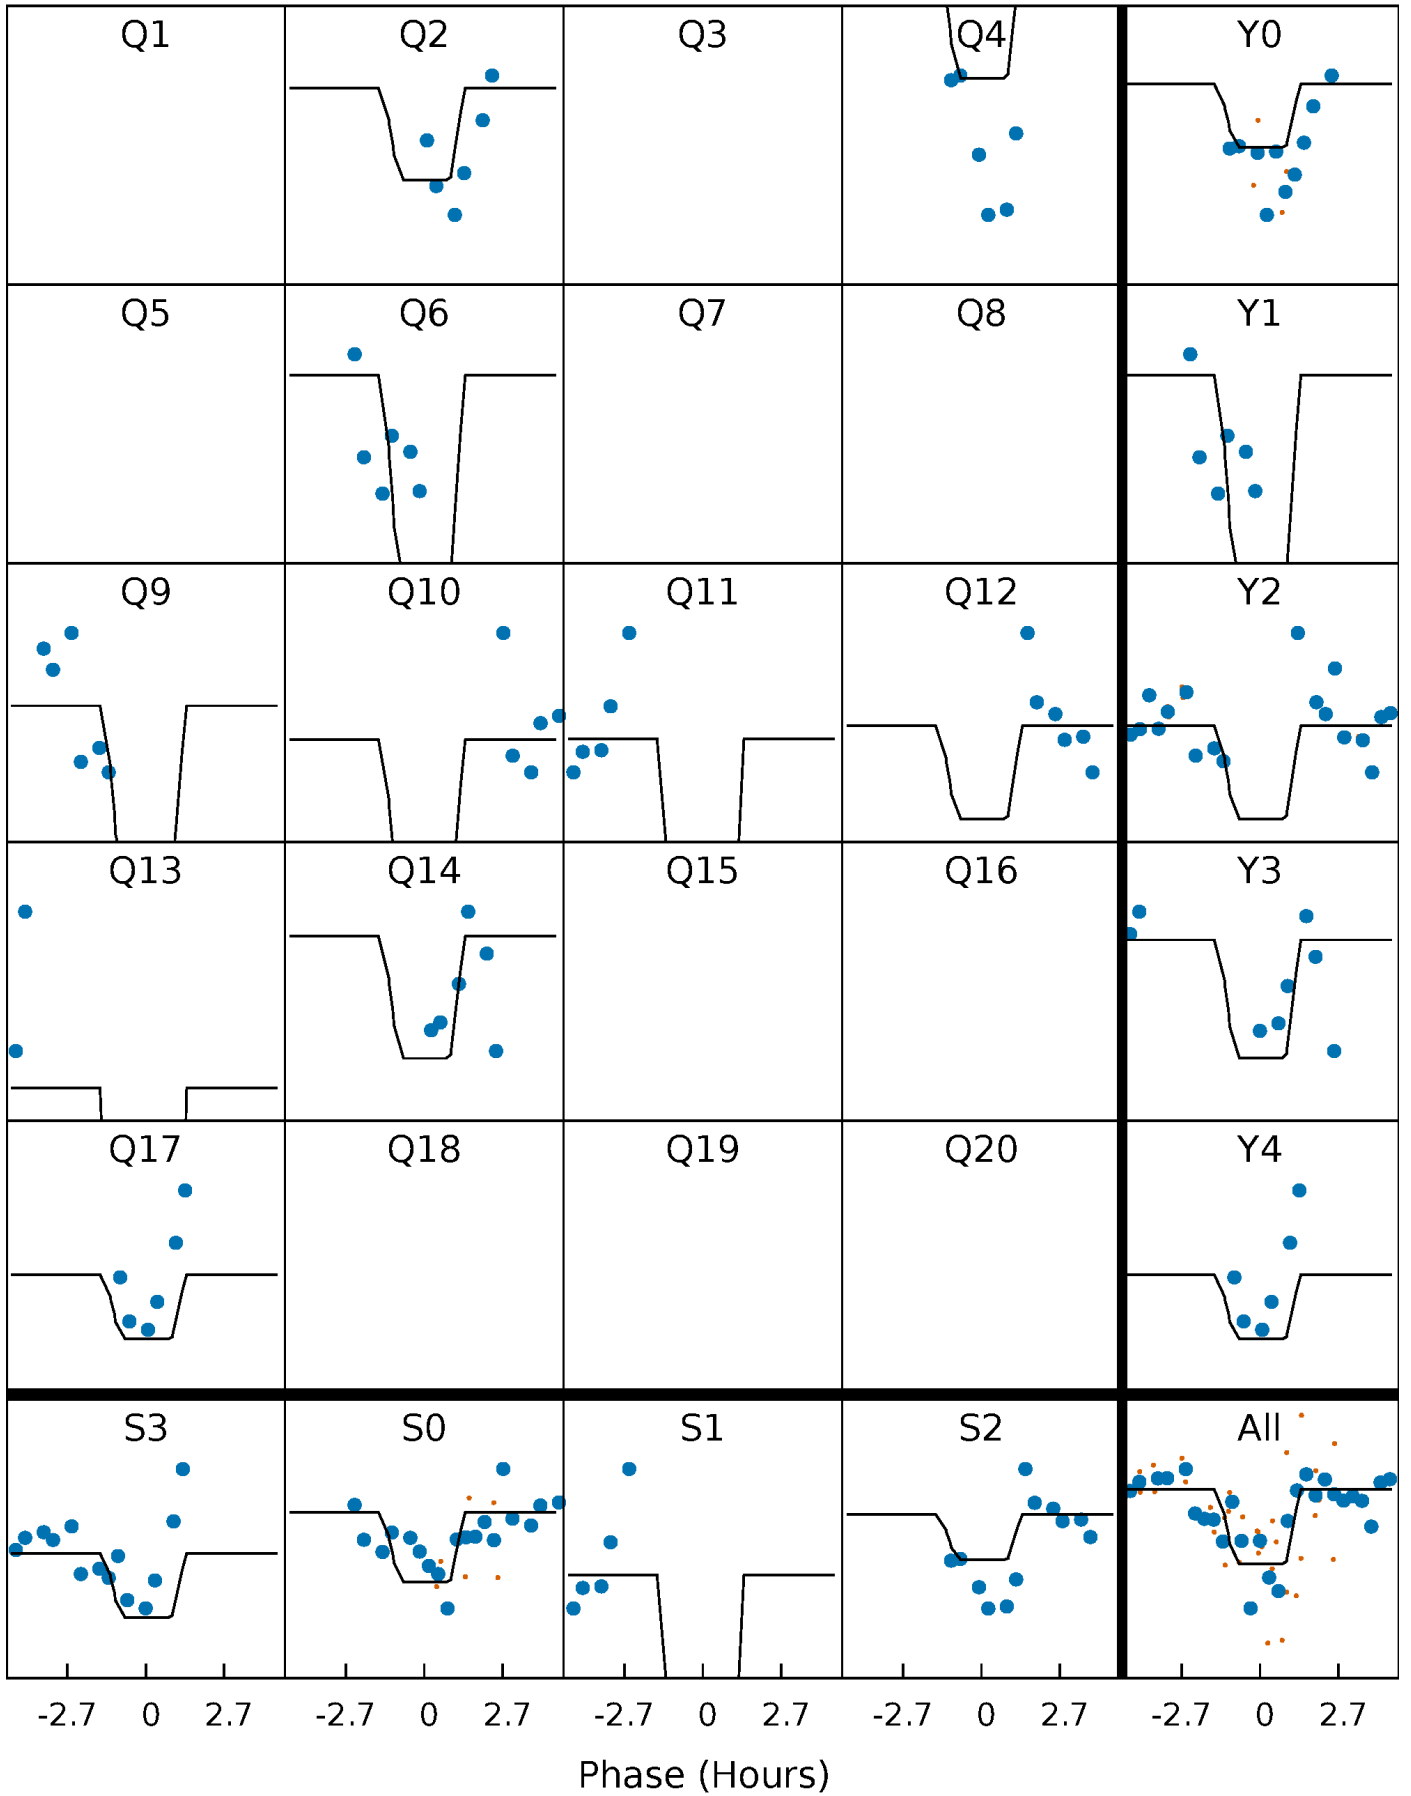 Q1 Q2 Q3 Q4 Y0
Q5 Q6 Q7 Q8 Y1
Q9 Q10 Q11 Q12 Y2
Q13 Q14 Q15 Q16 Y3
Q17 Q18 Q19 Q20 Y4
S3 S0 S1 S2 All
-2.7 0 2.7 -2.7 0 2.7 -2.7 0 2.7 -2.7 0 2.7 -2.7 0 2.7
Phase (Hours)